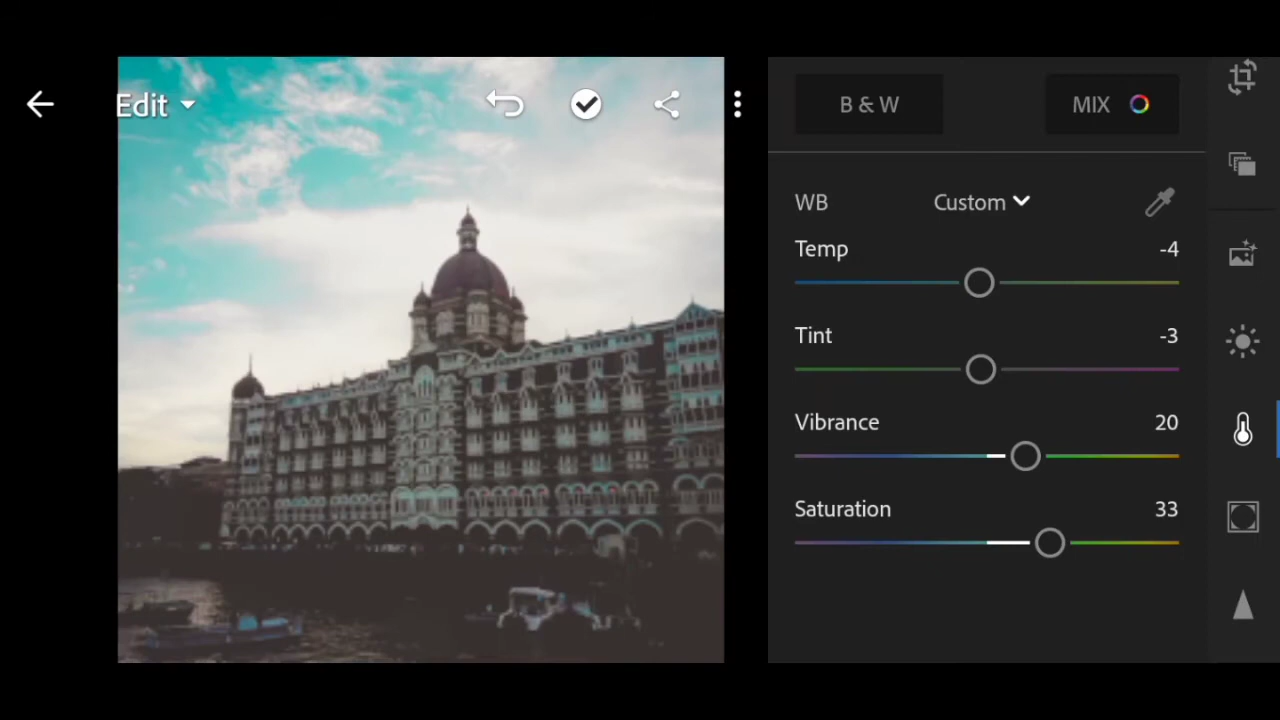 Edit
B & W
MIX
WB
Custom
Temp
-4
Tint
-3
Vibrance
20
Saturation
33